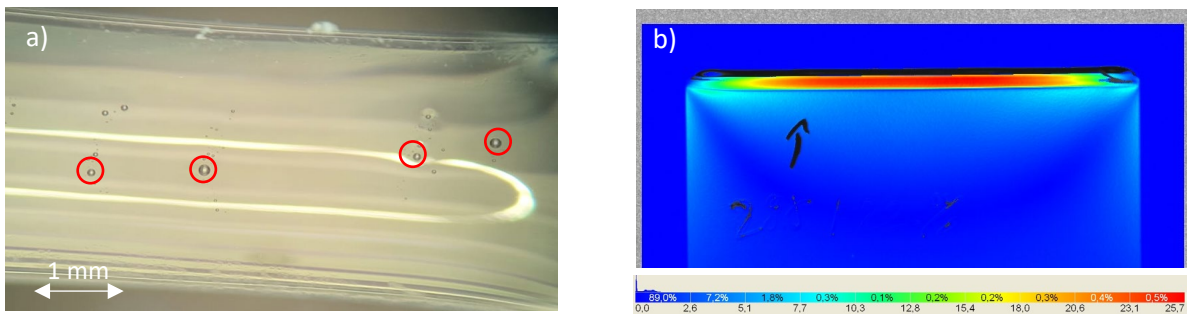 a)
1 mm
b)
89,0% 7,2% 1,8% 0,3% 0,1% 0,2% 0,2% 0,3% 0,4% 0,5%
0,0 2,6 5,1 7,7 10,3 12,8 15,4 18,0 20,6 23,1 25,7